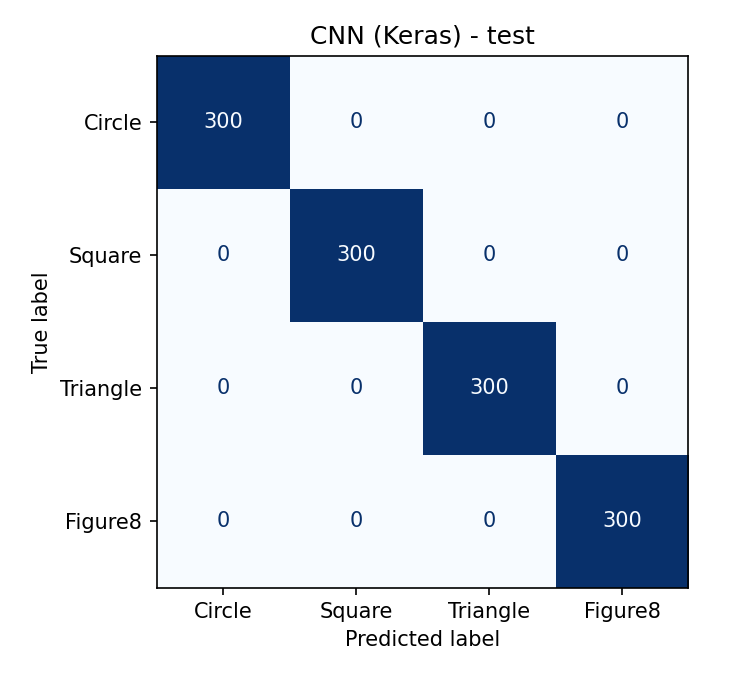 CNN (Keras) - test
True label
Circle 300 0 0 0
Square 0 300 0 0
Triangle 0 0 300 0
Figure8 0 0 0 300
Circle Square Triangle Figure8
Predicted label